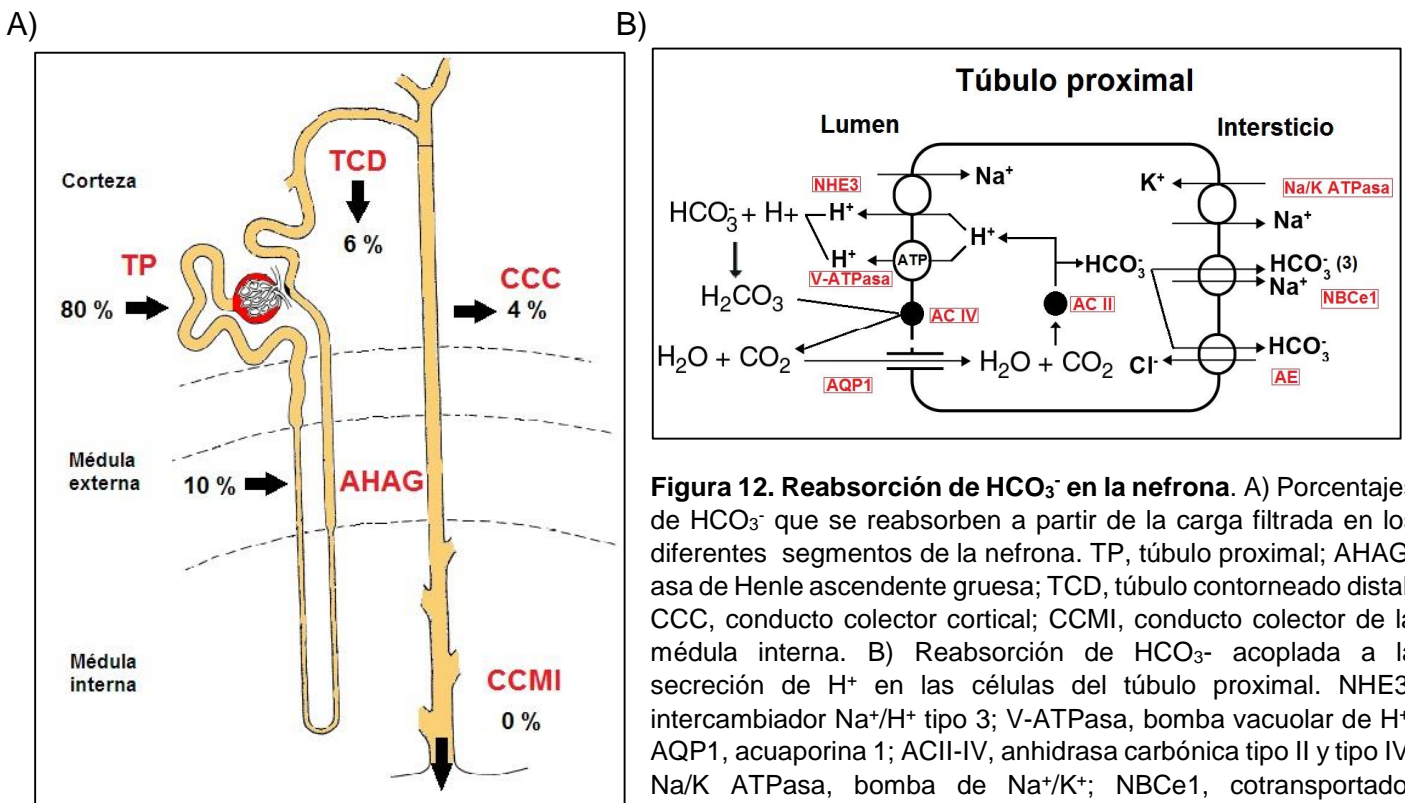 A)
B)
Corteza
TP
80 %
TCD
6 %
CCC
4 %
Médula
externa
10 %
AHAG
Médula
interna
CCMI
0 %
Túbulo proximal
Lumen
Intersticio
NHE3
Na⁺
K⁺
Na/K ATPasa
HCO₃⁻ + H+
H⁺
H⁺
Na⁺
H⁺
ATP
V-ATPasa
HCO₃⁻
HCO₃⁻ (3)
Na⁺
NBCe1
H₂CO₃
AC IV
AC II
H₂O + CO₂
H₂O + CO₂
Cl⁻
HCO₃⁻
AQP1
AE
Figura 12. Reabsorción de HCO₃⁻ en la nefrona. A) Porcentajes
de HCO₃⁻ que se reabsorben a partir de la carga filtrada en los
diferentes segmentos de la nefrona. TP, túbulo proximal; AHAG
asa de Henle ascendente gruesa; TCD, túbulo contorneado distal
CCC, conducto colector cortical; CCMI, conducto colector de la
médula interna. B) Reabsorción de HCO₃- acoplada a la
secreción de H⁺ en las células del túbulo proximal. NHE3
intercambiador Na⁺/H⁺ tipo 3; V-ATPasa, bomba vacuolar de H⁺
AQP1, acuaporina 1; ACII-IV, anhidrasa carbónica tipo II y tipo IV
Na/K ATPasa, bomba de Na⁺/K⁺; NBCe1, cotransportado